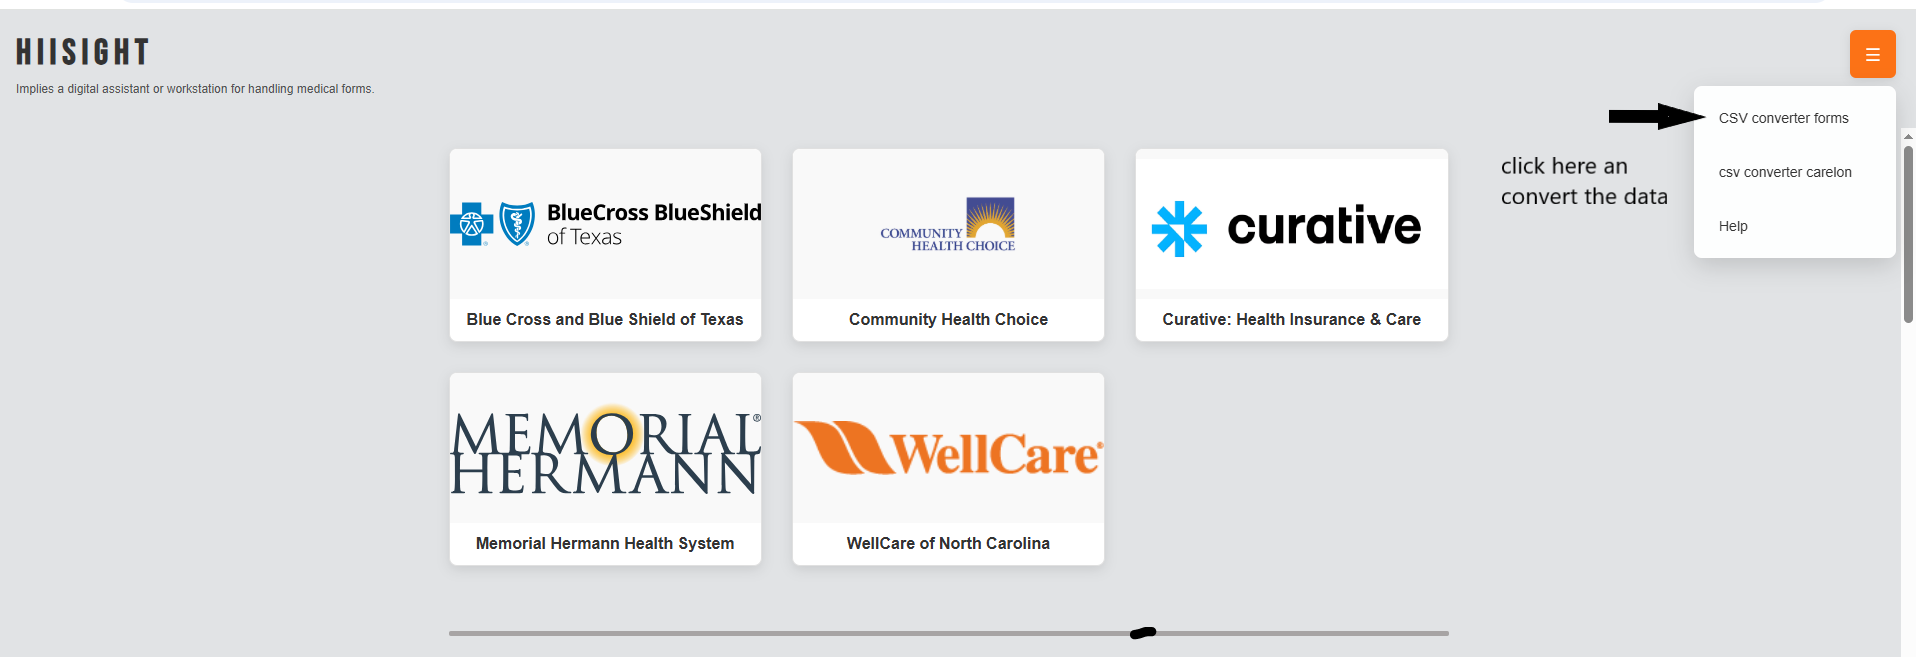 HIISIGHT
Implies a digital assistant or workstation for handling medical forms.
☰
CSV converter forms
csv converter carelon
Help
click here an
convert the data
BlueCross BlueShield
of Texas
Blue Cross and Blue Shield of Texas
COMMUNITY
HEALTH CHOICE
Community Health Choice
curative
Curative: Health Insurance & Care
MEMORIAL®
HERMANN
Memorial Hermann Health System
WellCare®
WellCare of North Carolina